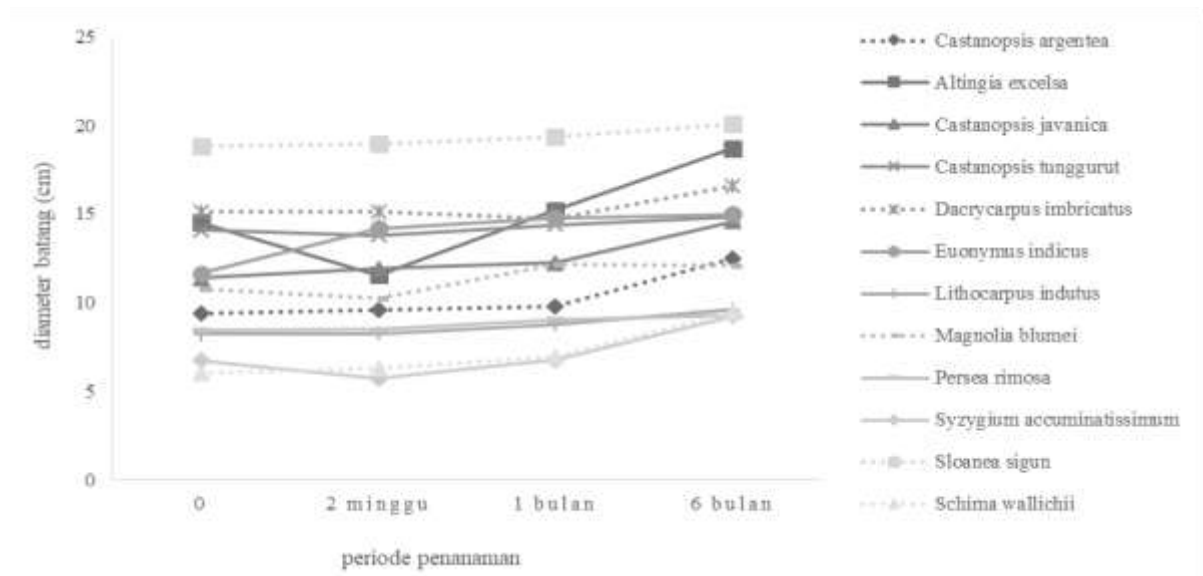 25
20
15
10
5
0
diameter batang (cm)
0
2 minggu
1 bulan
6 bulan
periode penanaman
Castanopsis argentea
Altingia excelsa
Castanopsis javanica
Castanopsis tunggurut
Dacrycarpus imbricatus
Euonymus indicus
Lithocarpus indutus
Magnolia blumei
Persea rimosa
Syzygium accuminatissimum
Sloanea sigun
Schima wallichii